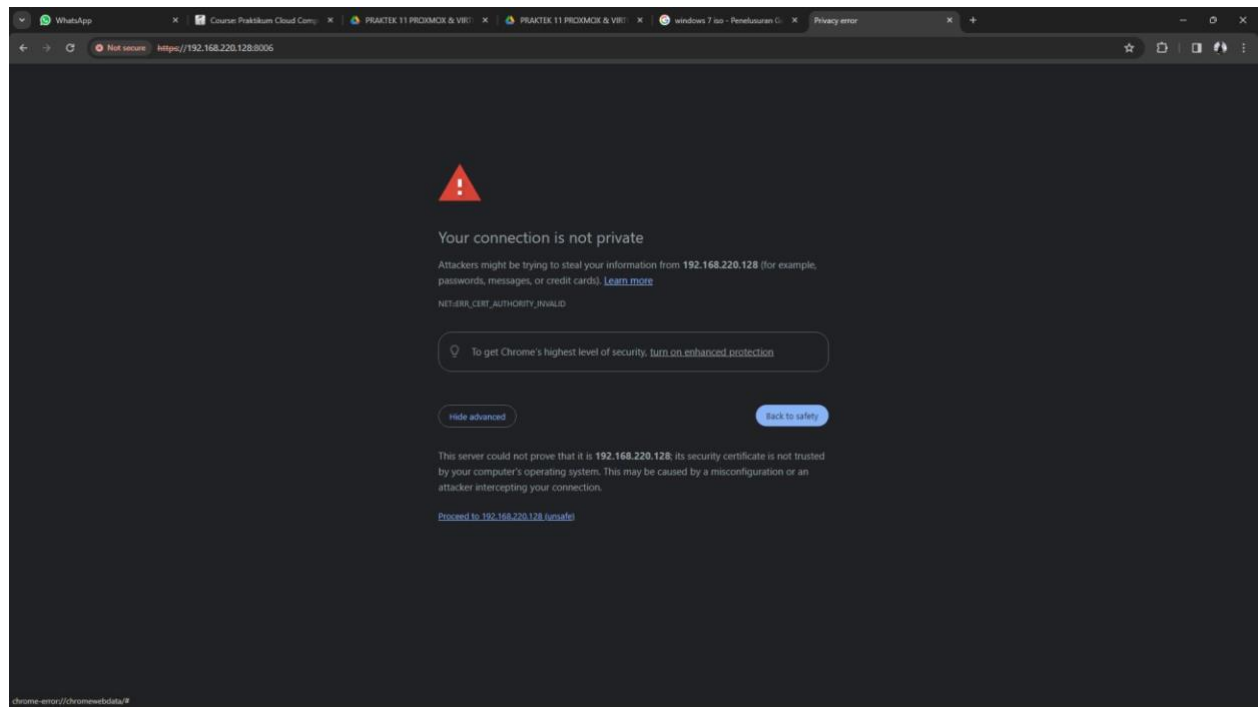 WhatsApp
Course: Praktikum Cloud Comp
PRAKTEK 11 PROXMOX & VIRT
PRAKTEK 11 PROXMOX & VIRT
windows 7 iso - Penelusuran G
Privacy error
Not secure
https://192.168.220.128:8006
Your connection is not private
Attackers might be trying to steal your information from 192.168.220.128 (for example,
passwords, messages, or credit cards). Learn more
NET::ERR_CERT_AUTHORITY_INVALID
To get Chrome's highest level of security, turn on enhanced protection
Hide advanced
Back to safety
This server could not prove that it is 192.168.220.128; its security certificate is not trusted
by your computer's operating system. This may be caused by a misconfiguration or an
attacker intercepting your connection.
Proceed to 192.168.220.128 (unsafe)
chrome-error://chromewebdata/#